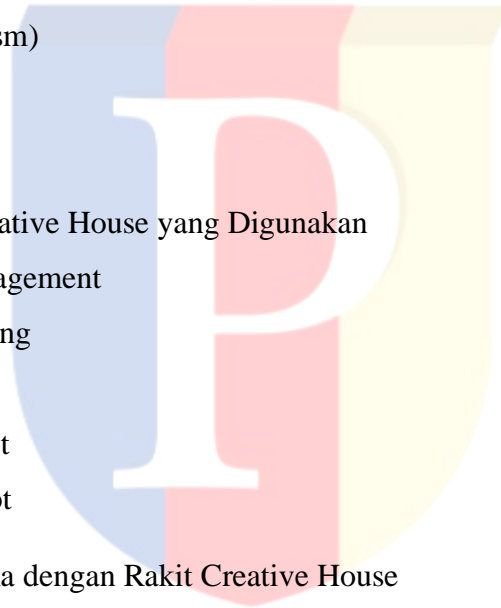 sm)
ative House yang Digunakan
agement
ng
t
ot
a dengan Rakit Creative House
P